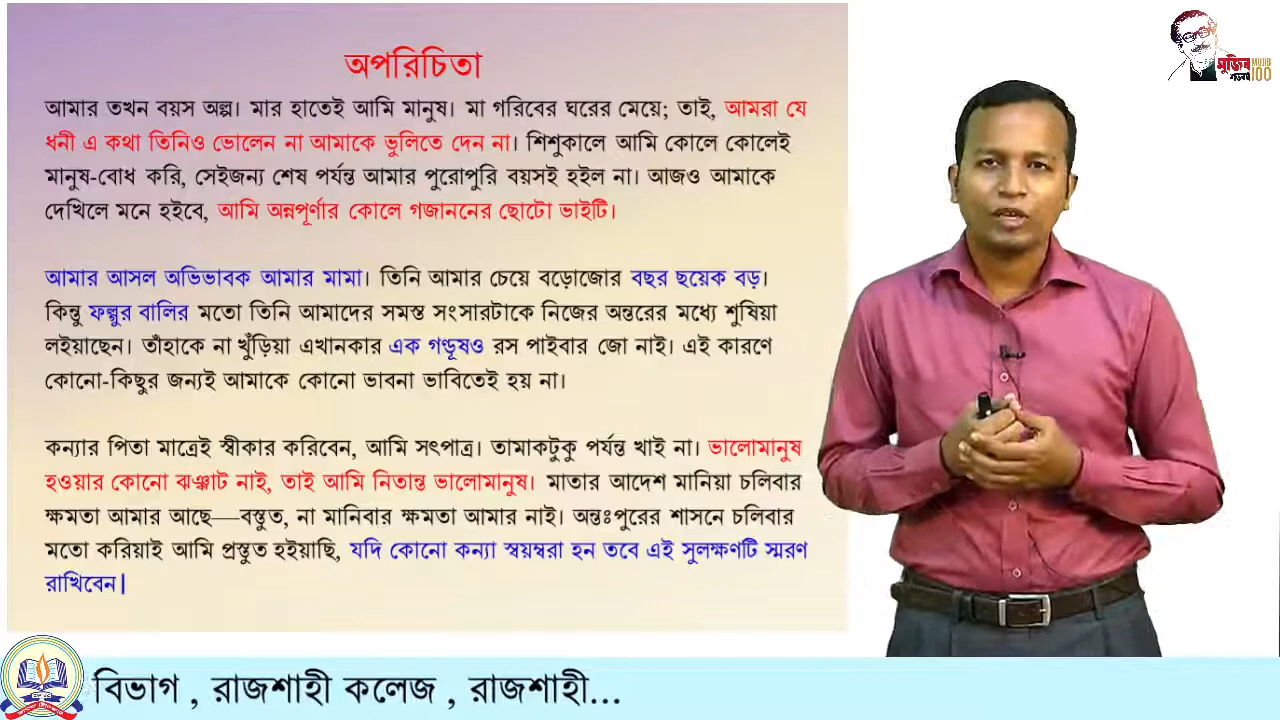 অপরিচিতা
আমার তখন বয়স অল্প। মার হাতেই আমি মানুষ। মা গরিবের ঘরের মেয়ে; তাই, আমরা যে
ধনী এ কথা তিনিও ভোলেন না আমাকে ভুলিতে দেন না। শিশুকালে আমি কোলে কোলেই
মানুষ-বোধ করি, সেইজন্য শেষ পর্যন্ত আমার পুরোপুরি বয়সই হইল না। আজও আমাকে
দেখিলে মনে হইবে, আমি অন্নপূর্ণার কোলে গজাননের ছোটো ভাইটি।
আমার আসল অভিভাবক আমার মামা। তিনি আমার চেয়ে বড়োজোর বছর ছয়েক বড়।
কিন্তু ফল্গুর বালির মতো তিনি আমাদের সমস্ত সংসারটাকে নিজের অন্তরের মধ্যে শুষিয়া
লইয়াছেন। তাঁহাকে না খুঁড়িয়া এখানকার এক গণ্ডূষও রস পাইবার জো নাই। এই কারণে
কোনো-কিছুর জন্যই আমাকে কোনো ভাবনা ভাবিতেই হয় না।
কন্যার পিতা মাত্রেই স্বীকার করিবেন, আমি সৎপাত্র। তামাকটুকু পর্যন্ত খাই না। ভালোমানুষ
হওয়ার কোনো ঝঞ্ঝাট নাই, তাই আমি নিতান্ত ভালোমানুষ। মাতার আদেশ মানিয়া চলিবার
ক্ষমতা আমার আছে—বস্তুত, না মানিবার ক্ষমতা আমার নাই। অন্তঃপুরের শাসনে চলিবার
মতো করিয়াই আমি প্রস্তুত হইয়াছি, যদি কোনো কন্যা স্বয়ম্বরা হন তবে এই সুলক্ষণটি স্মরণ
রাখিবেন|
মুজিব শতবর্ষ MUJIB 100
বিভাগ , রাজশাহী কলেজ , রাজশাহী...